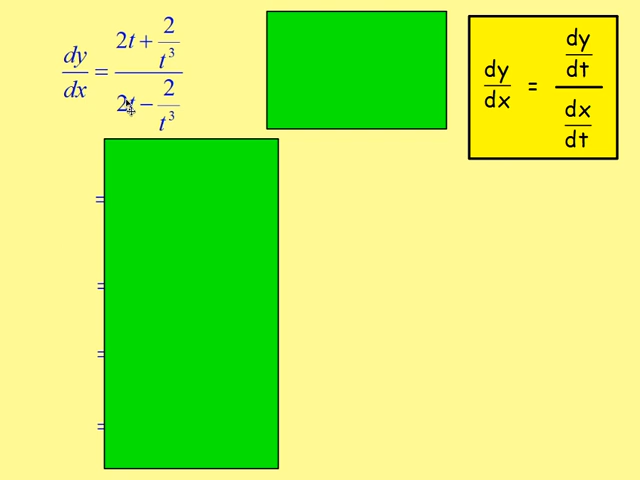 dy/dx = (2t + 2/t³)/(2t − 2/t³)
dy/dx = (dy/dt)/(dx/dt)
=
=
=
=